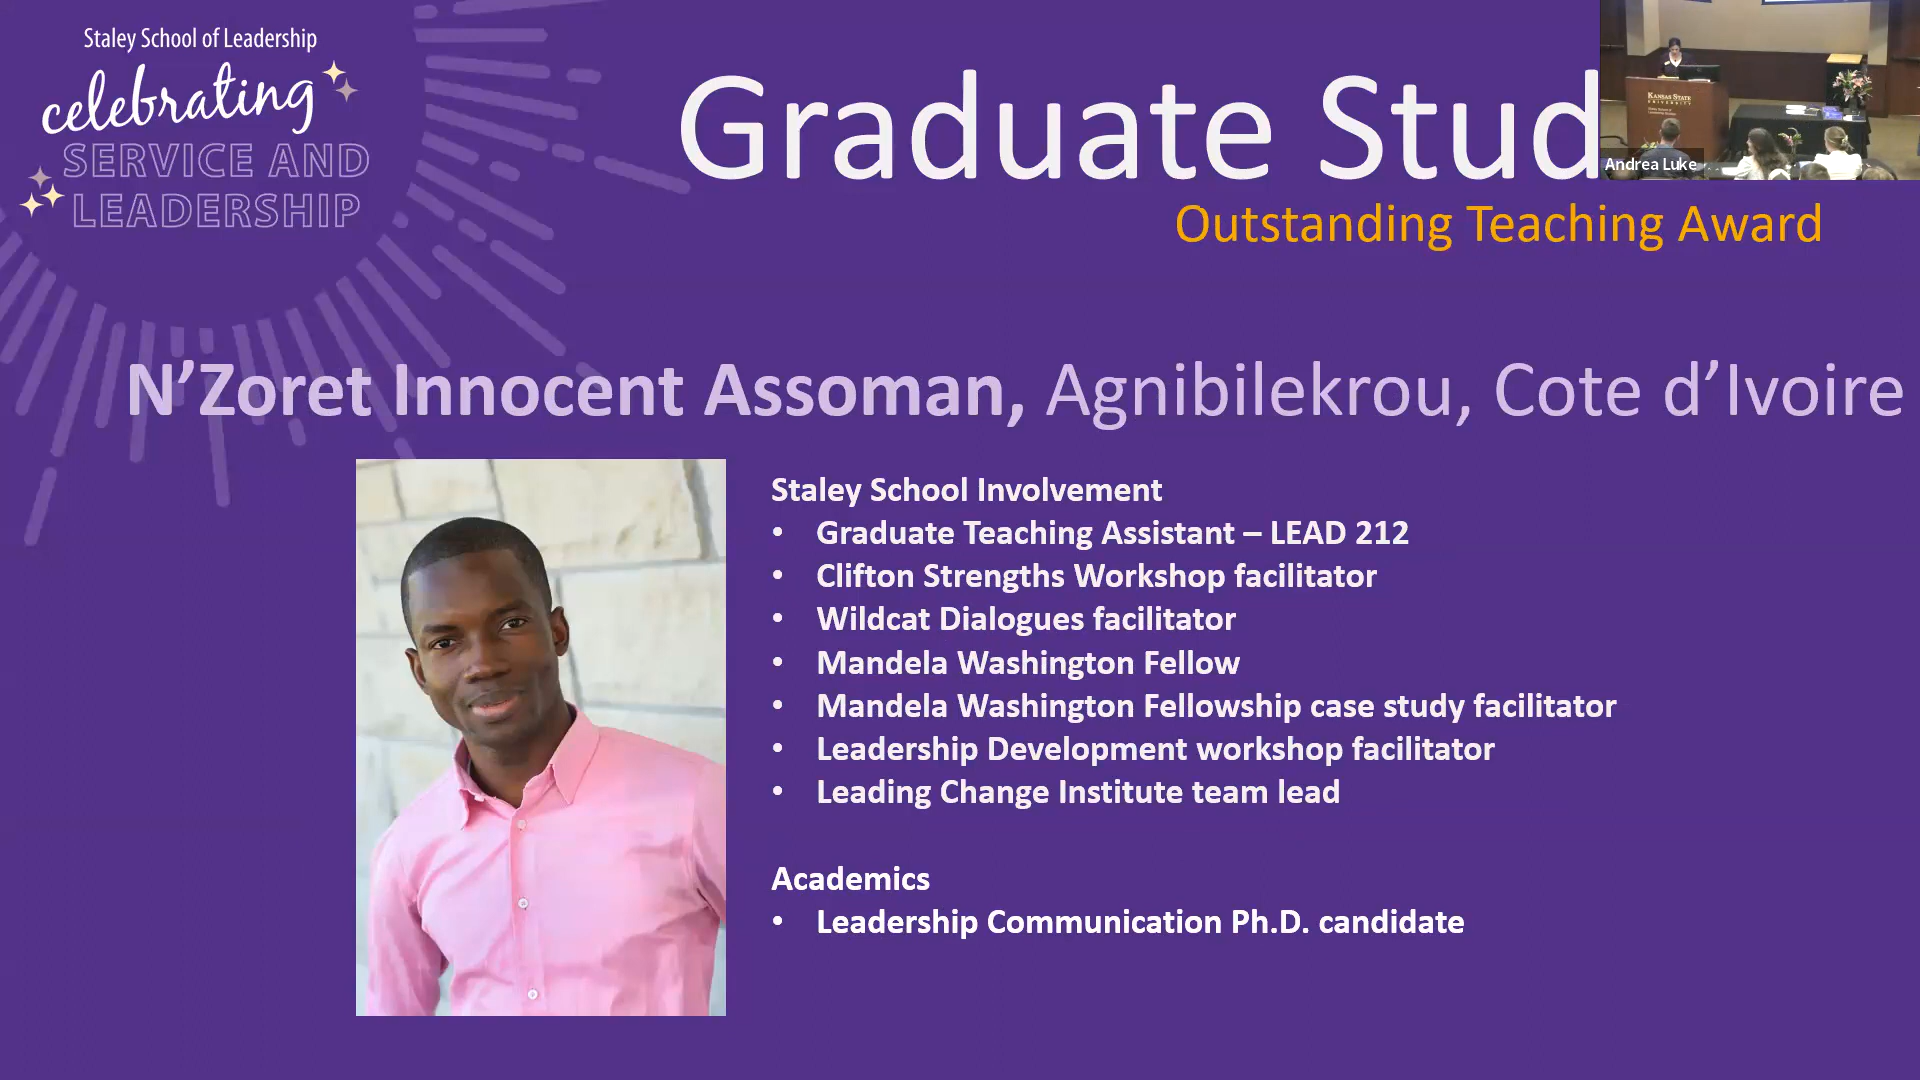 Staley School of Leadership
celebrating
SERVICE AND
LEADERSHIP
Graduate Stud
Outstanding Teaching Award
KANSAS STATE
UNIVERSITY
Andrea Luke
N’Zoret Innocent Assoman, Agnibilekrou, Cote d’Ivoire
Staley School Involvement
• Graduate Teaching Assistant – LEAD 212
• Clifton Strengths Workshop facilitator
• Wildcat Dialogues facilitator
• Mandela Washington Fellow
• Mandela Washington Fellowship case study facilitator
• Leadership Development workshop facilitator
• Leading Change Institute team lead
Academics
• Leadership Communication Ph.D. candidate